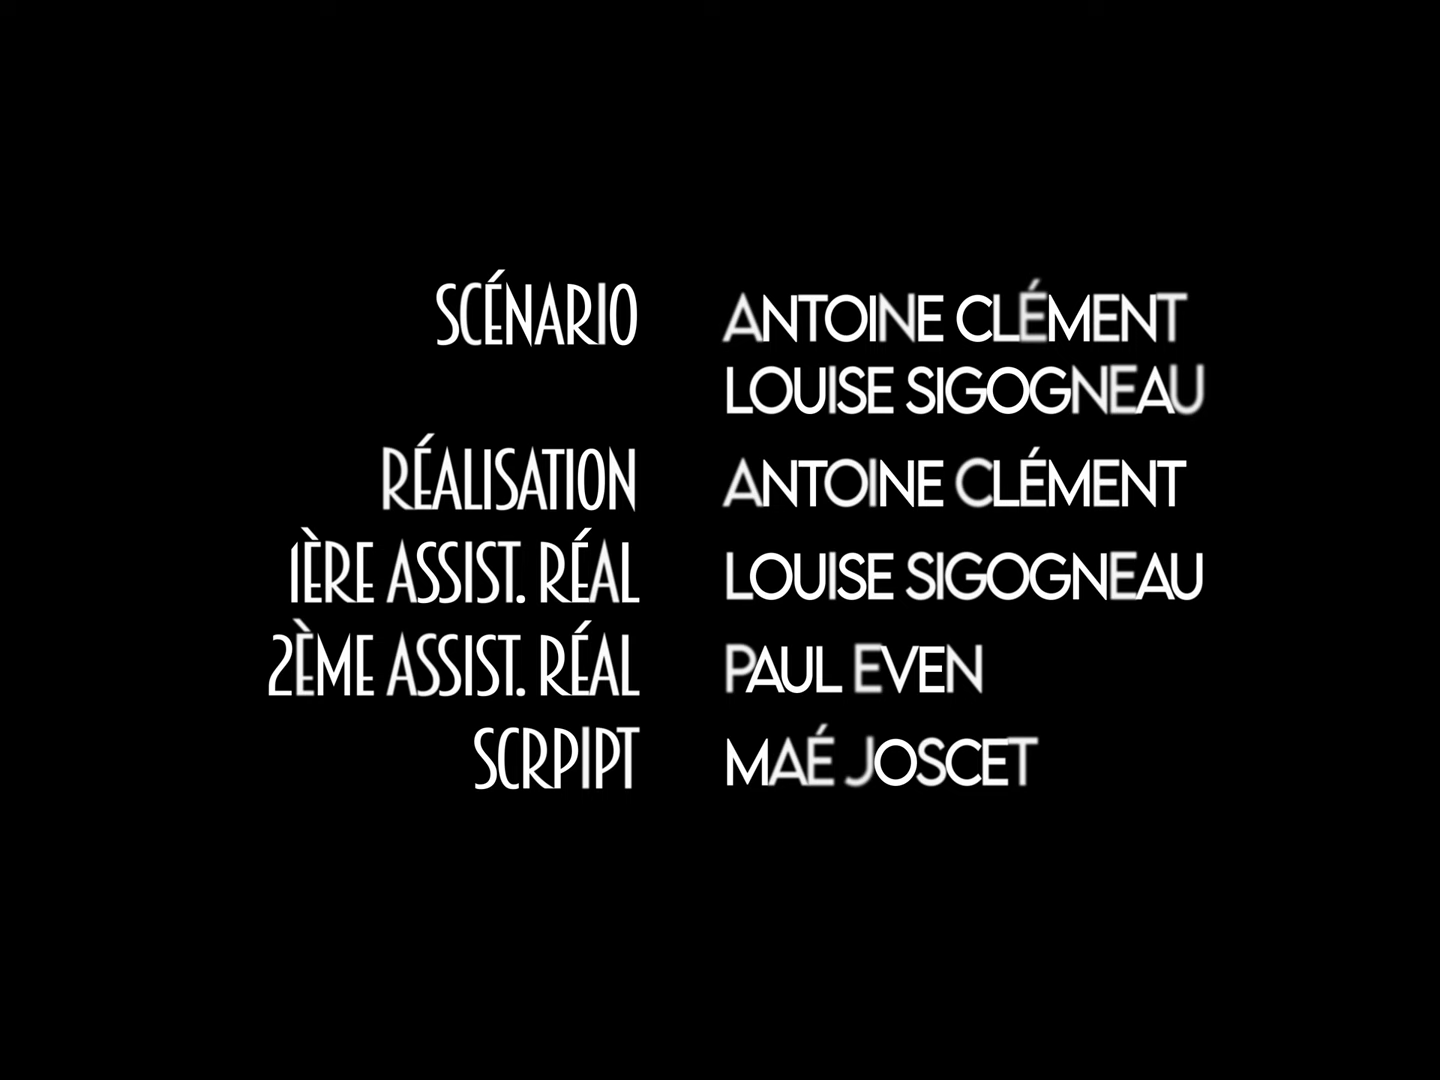 SCÉNARIO ANTOINE CLÉMENT
LOUISE SIGOGNEAU
RÉALISATION ANTOINE CLÉMENT
1ÈRE ASSIST. RÉAL LOUISE SIGOGNEAU
2ÈME ASSIST. RÉAL PAUL EVEN
SCRPIPT MAÉ JOSCET